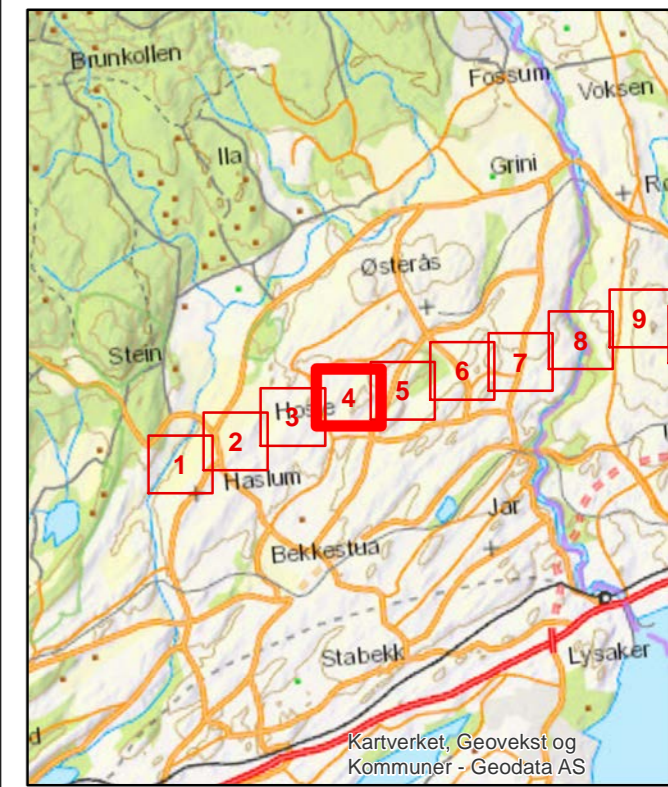 Brunkollen
Fossum
Voksen
Ila
Grini
Østerås
9
8
Stein
7
6
5
4
Hosle
3
2
1
Haslum
Jar
Bekkestua
Stabekk
Lysaker
Kartverket, Geovekst og
Kommuner - Geodata AS